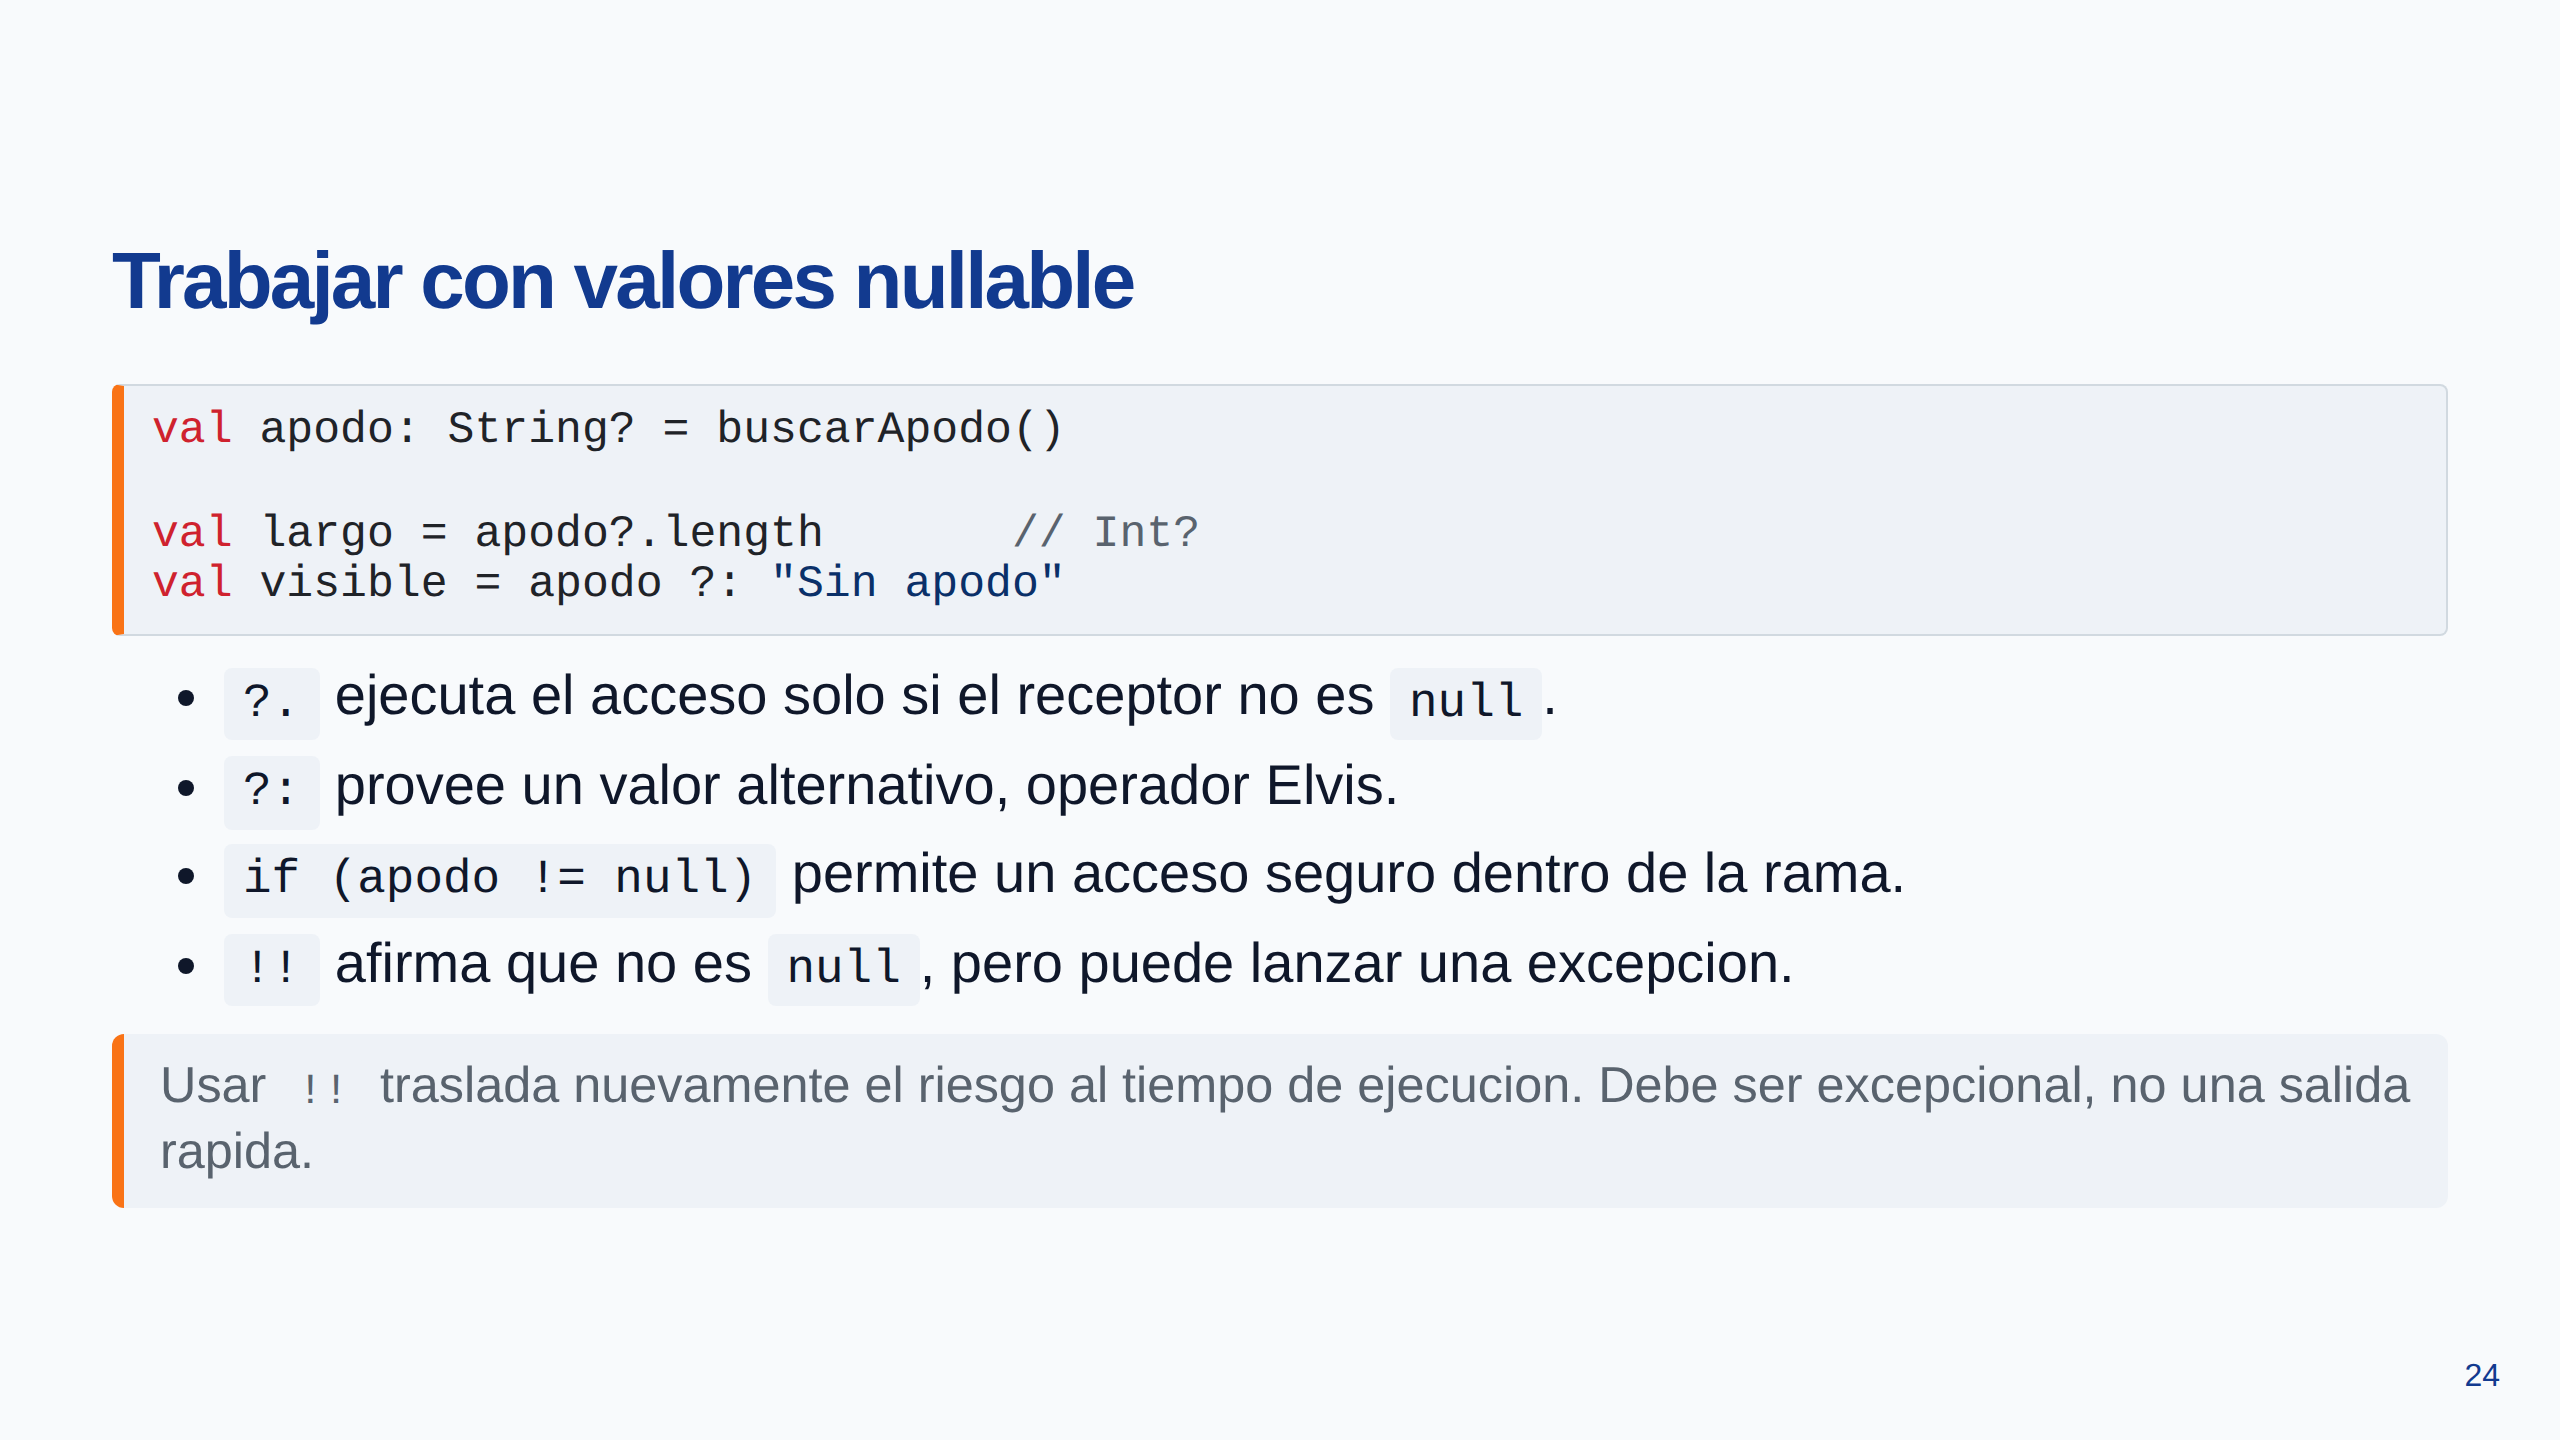 Trabajar con valores nullable
val apodo: String? = buscarApodo()
val largo = apodo?.length       // Int?
val visible = apodo ?: "Sin apodo"
?. ejecuta el acceso solo si el receptor no es null.
?: provee un valor alternativo, operador Elvis.
if (apodo != null) permite un acceso seguro dentro de la rama.
!! afirma que no es null, pero puede lanzar una excepcion.
Usar !! traslada nuevamente el riesgo al tiempo de ejecucion. Debe ser excepcional, no una salida
rapida.
24